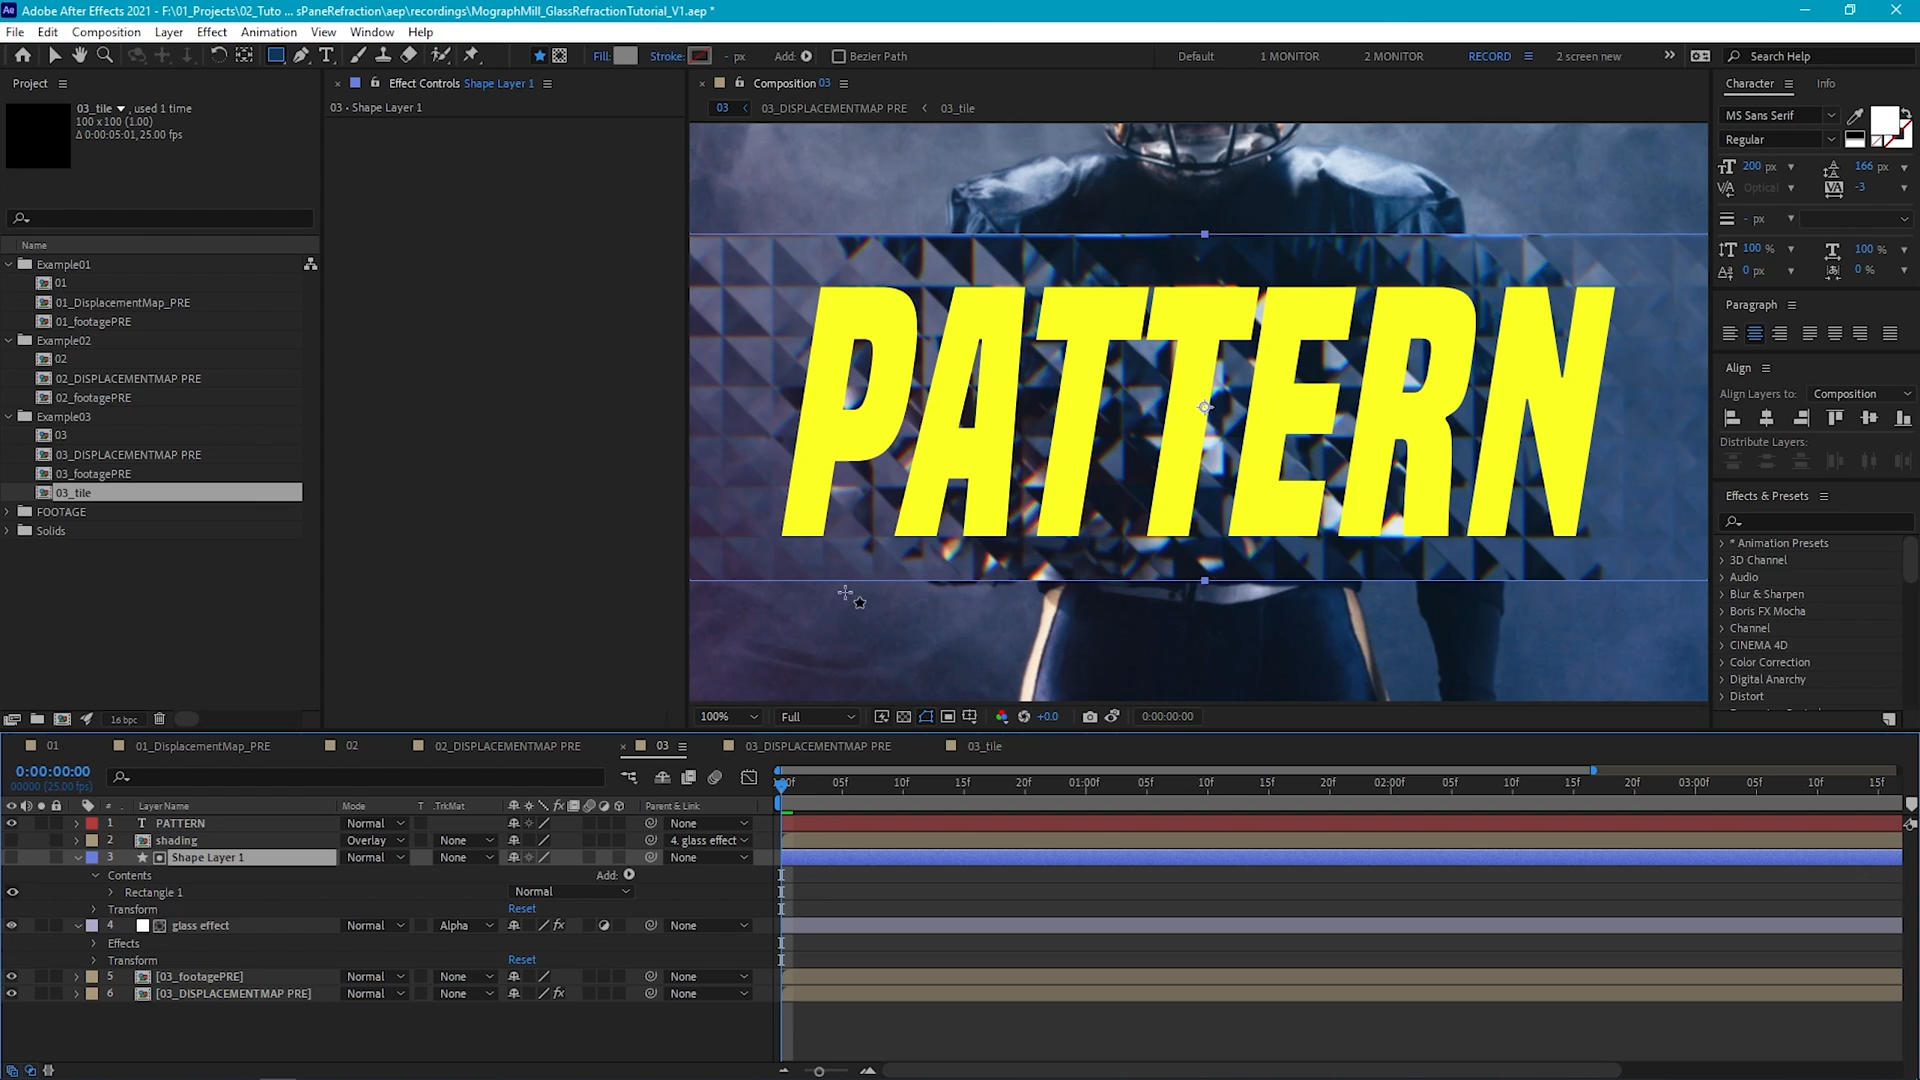 Ae Adobe After Effects 2021 - F:\01_Projects\02_Tuto ... sPaneRefraction\aep\recordings\MographMill_GlassRefractionTutorial_V1.aep *
File Edit Composition Layer Effect Animation View Window Help
Fill: Stroke: - px Add: Bezier Path Default 1 MONITOR 2 MONITOR RECORD 2 screen new Search Help
Project
03_tile, used 1 time
100 x 100 (1.00)
Δ 0:00:05:01, 25.00 fps
Name
Example01
01
01_DisplacementMap_PRE
01_footagePRE
Example02
02
02_DISPLACEMENTMAP PRE
02_footagePRE
Example03
03
03_DISPLACEMENTMAP PRE
03_footagePRE
03_tile
FOOTAGE
Solids
16 bpc
Effect Controls Shape Layer 1
03 • Shape Layer 1
Composition 03
03 03_DISPLACEMENTMAP PRE 03_tile
PATTERN
100% Full +0.0 0:00:00:00
Character Info
MS Sans Serif
Regular
200 px 166 px
Optical -3
- px
100 % 100 %
0 px 0 %
Paragraph
Align
Align Layers to: Composition
Distribute Layers:
Effects & Presets
* Animation Presets
3D Channel
Audio
Blur & Sharpen
Boris FX Mocha
Channel
CINEMA 4D
Color Correction
Digital Anarchy
Distort
01 01_DisplacementMap_PRE 02 02_DISPLACEMENTMAP PRE 03 03_DISPLACEMENTMAP PRE 03_tile
0:00:00:00
00000 (25.00 fps)
05f 10f 15f 20f 01:00f 05f 10f 15f 20f 02:00f 05f 10f 15f 20f 03:00f 05f 10f 15f
# Layer Name Mode T .TrkMat Parent & Link
1 T PATTERN Normal None
2 shading Overlay None 4. glass effect
3 Shape Layer 1 Normal None None
Contents Add:
Rectangle 1 Normal
Transform Reset
4 glass effect Normal Alpha None
Effects
Transform Reset
5 [03_footagePRE] Normal None None
6 [03_DISPLACEMENTMAP PRE] Normal None None